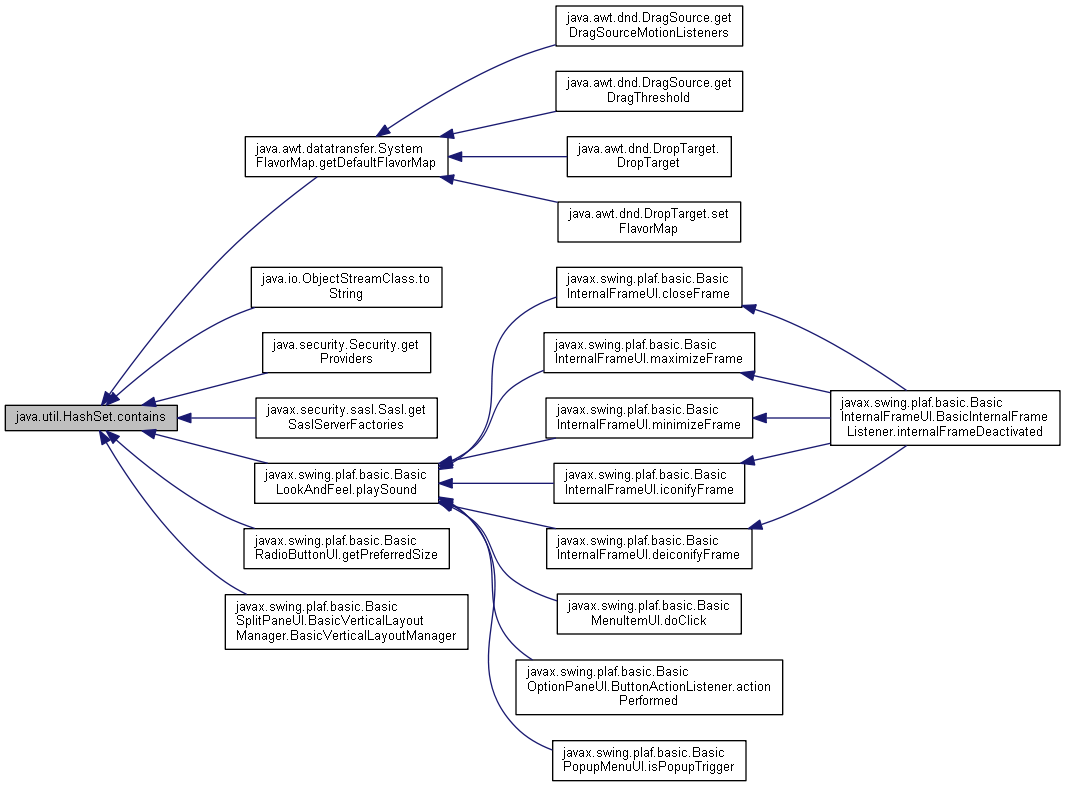 java.awt.dnd.DragSource.get
DragSourceMotionListeners
java.awt.dnd.DragSource.get
DragThreshold
java.awt.datatransfer.System
FlavorMap.getDefaultFlavorMap
java.awt.dnd.DropTarget.
DropTarget
java.awt.dnd.DropTarget.set
FlavorMap
java.io.ObjectStreamClass.to
String
javax.swing.plaf.basic.Basic
InternalFrameUI.closeFrame
java.security.Security.get
Providers
javax.swing.plaf.basic.Basic
InternalFrameUI.maximizeFrame
java.util.HashSet.contains
javax.security.sasl.Sasl.get
SaslServerFactories
javax.swing.plaf.basic.Basic
InternalFrameUI.minimizeFrame
javax.swing.plaf.basic.Basic
InternalFrameUI.BasicInternalFrame
Listener.internalFrameDeactivated
javax.swing.plaf.basic.Basic
LookAndFeel.playSound
javax.swing.plaf.basic.Basic
InternalFrameUI.iconifyFrame
javax.swing.plaf.basic.Basic
RadioButtonUI.getPreferredSize
javax.swing.plaf.basic.Basic
InternalFrameUI.deiconifyFrame
javax.swing.plaf.basic.Basic
SplitPaneUI.BasicVerticalLayout
Manager.BasicVerticalLayoutManager
javax.swing.plaf.basic.Basic
MenuItemUI.doClick
javax.swing.plaf.basic.Basic
OptionPaneUI.ButtonActionListener.action
Performed
javax.swing.plaf.basic.Basic
PopupMenuUI.isPopupTrigger